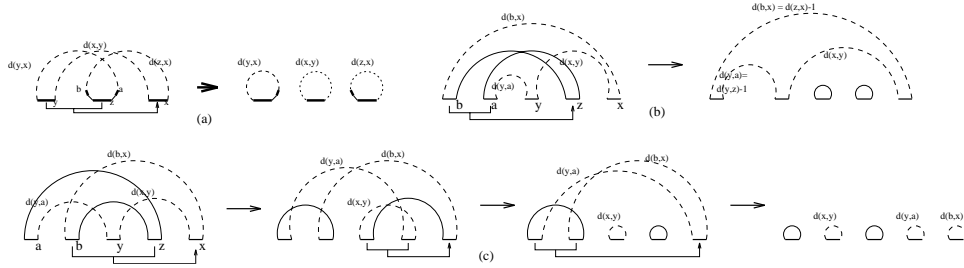 d(x,y)
d(y,x)
d(z,x)
b
a
y
z
x
d(y,x)
d(x,y)
d(z,x)
(a)
d(b,x)
d(x,y)
d(y,a)
b
a
y
z
x
d(b,x) = d(z,x)-1
d(x,y)
d(y,a)=
d(y,z)-1
(b)
d(b,x)
d(y,a)
d(x,y)
a
b
y
z
x
d(y,a)
d(b,x)
d(x,y)
d(b,x)
d(y,a)
d(x,y)
d(x,y)
d(y,a)
d(b,x)
(c)